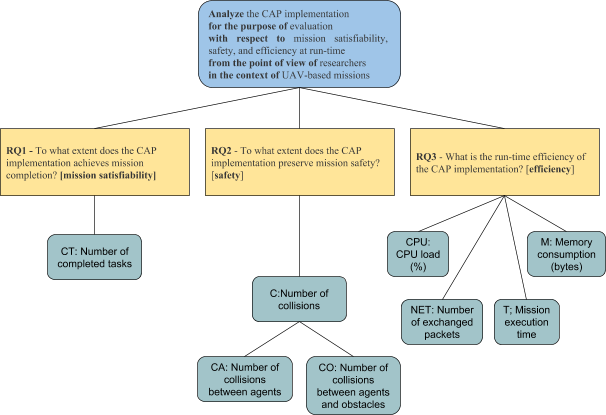 Analyze the CAP implementation
for the purpose of evaluation
with respect to mission satisfiability,
safety, and efficiency at run-time
from the point of view of researchers
in the context of UAV-based missions
RQ1 - To what extent does the CAP
implementation achieves mission
completion? [mission satisfiability]
RQ2 - To what extent does the CAP
implementation preserve mission safety?
[safety]
RQ3 - What is the run-time efficiency of
the CAP implementation? [efficiency]
CT: Number of
completed tasks
CPU:
CPU load
(%)
M: Memory
consumption
(bytes)
C:Number of
collisions
NET: Number
of exchanged
packets
T; Mission
execution
time
CA: Number of
collisions
between agents
CO: Number of
collisions
between agents
and obstacles